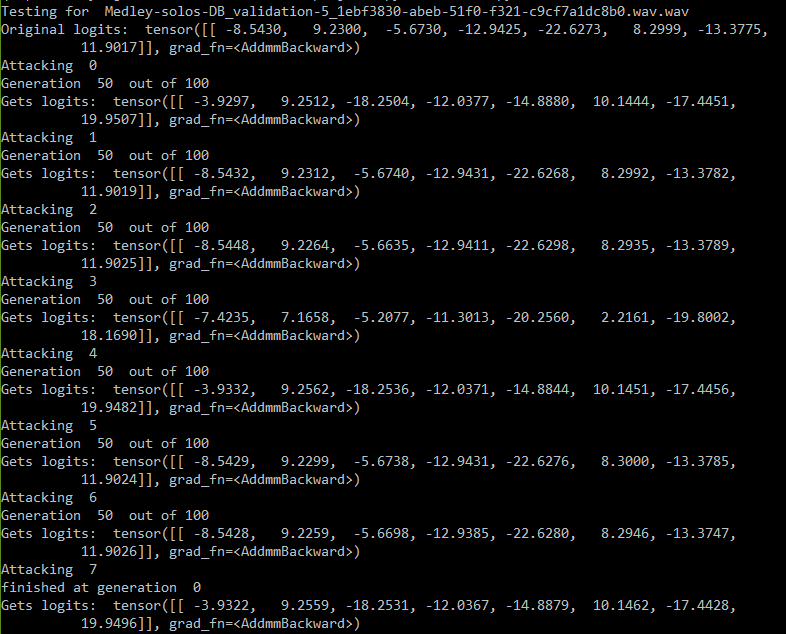 Testing for  Medley-solos-DB_validation-5_1ebf3830-abeb-51f0-f321-c9cf7a1dc8b0.wav.wav
Original logits:  tensor([[ -8.5430,   9.2300,  -5.6730, -12.9425, -22.6273,   8.2999, -13.3775,
          11.9017]], grad_fn=<AddmmBackward>)
Attacking  0
Generation  50  out of 100
Gets logits:  tensor([[ -3.9297,   9.2512, -18.2504, -12.0377, -14.8880,  10.1444, -17.4451,
          19.9507]], grad_fn=<AddmmBackward>)
Attacking  1
Generation  50  out of 100
Gets logits:  tensor([[ -8.5432,   9.2312,  -5.6740, -12.9431, -22.6268,   8.2992, -13.3782,
          11.9019]], grad_fn=<AddmmBackward>)
Attacking  2
Generation  50  out of 100
Gets logits:  tensor([[ -8.5448,   9.2264,  -5.6635, -12.9411, -22.6298,   8.2935, -13.3789,
          11.9025]], grad_fn=<AddmmBackward>)
Attacking  3
Generation  50  out of 100
Gets logits:  tensor([[ -7.4235,   7.1658,  -5.2077, -11.3013, -20.2560,   2.2161, -19.8002,
          18.1690]], grad_fn=<AddmmBackward>)
Attacking  4
Generation  50  out of 100
Gets logits:  tensor([[ -3.9332,   9.2562, -18.2536, -12.0371, -14.8844,  10.1451, -17.4456,
          19.9482]], grad_fn=<AddmmBackward>)
Attacking  5
Generation  50  out of 100
Gets logits:  tensor([[ -8.5429,   9.2299,  -5.6738, -12.9431, -22.6276,   8.3000, -13.3785,
          11.9024]], grad_fn=<AddmmBackward>)
Attacking  6
Generation  50  out of 100
Gets logits:  tensor([[ -8.5428,   9.2259,  -5.6698, -12.9385, -22.6280,   8.2946, -13.3747,
          11.9026]], grad_fn=<AddmmBackward>)
Attacking  7
finished at generation  0
Gets logits:  tensor([[ -3.9322,   9.2559, -18.2531, -12.0367, -14.8879,  10.1462, -17.4428,
          19.9496]], grad_fn=<AddmmBackward>)